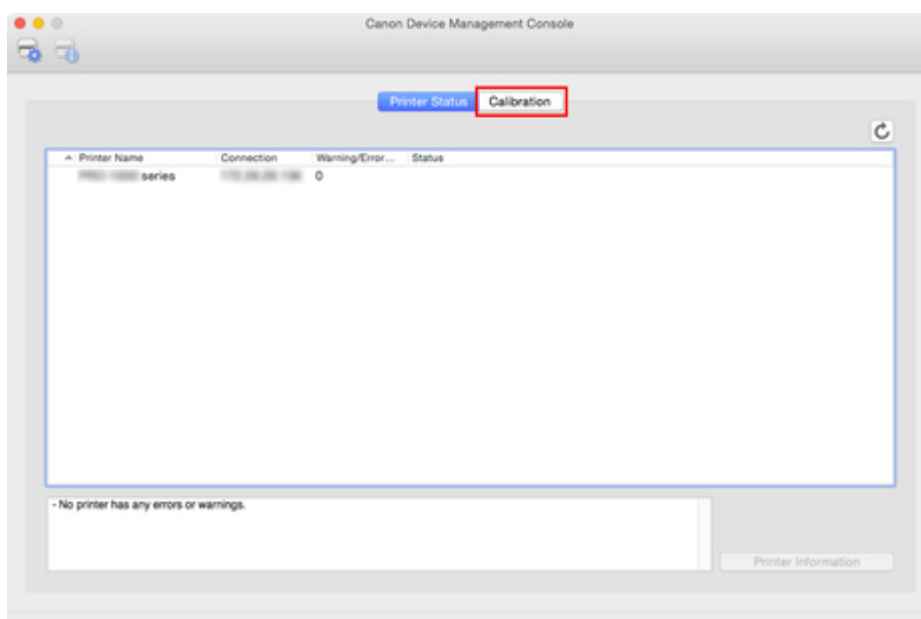 Canon Device Management Console
Printer Status Calibration
Printer Name Connection Warning/Error... Status
series 0
- No printer has any errors or warnings.
Printer Information